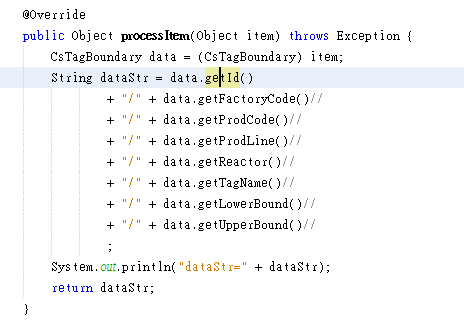 @Override
public Object processItem(Object item) throws Exception {
    CsTagBoundary data = (CsTagBoundary) item;
    String dataStr = data.getId()
            + "/" + data.getFactoryCode()//
            + "/" + data.getProdCode()//
            + "/" + data.getProdLine()//
            + "/" + data.getReactor()//
            + "/" + data.getTagName()//
            + "/" + data.getLowerBound()//
            + "/" + data.getUpperBound()//
            ;
    System.out.println("dataStr=" + dataStr);
    return dataStr;
}